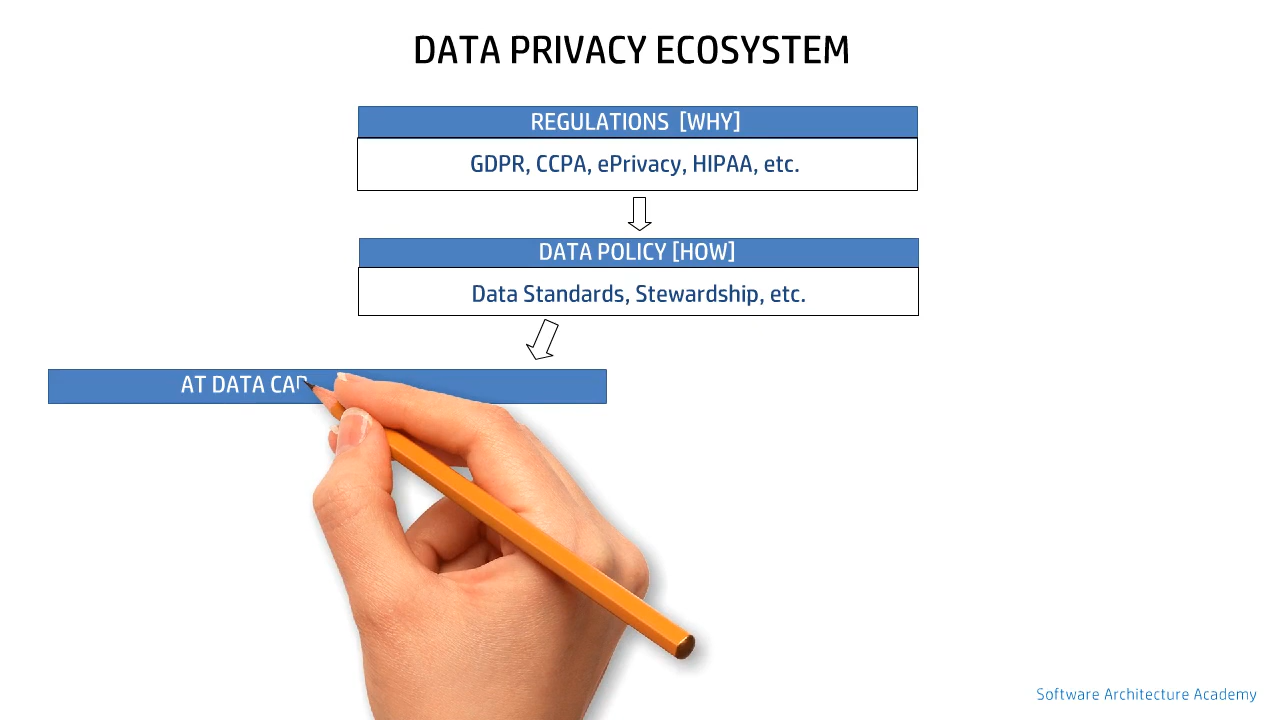 DATA PRIVACY ECOSYSTEM
REGULATIONS [WHY]
GDPR, CCPA, ePrivacy, HIPAA, etc.
DATA POLICY [HOW]
Data Standards, Stewardship, etc.
AT DATA
Software Architecture Academy